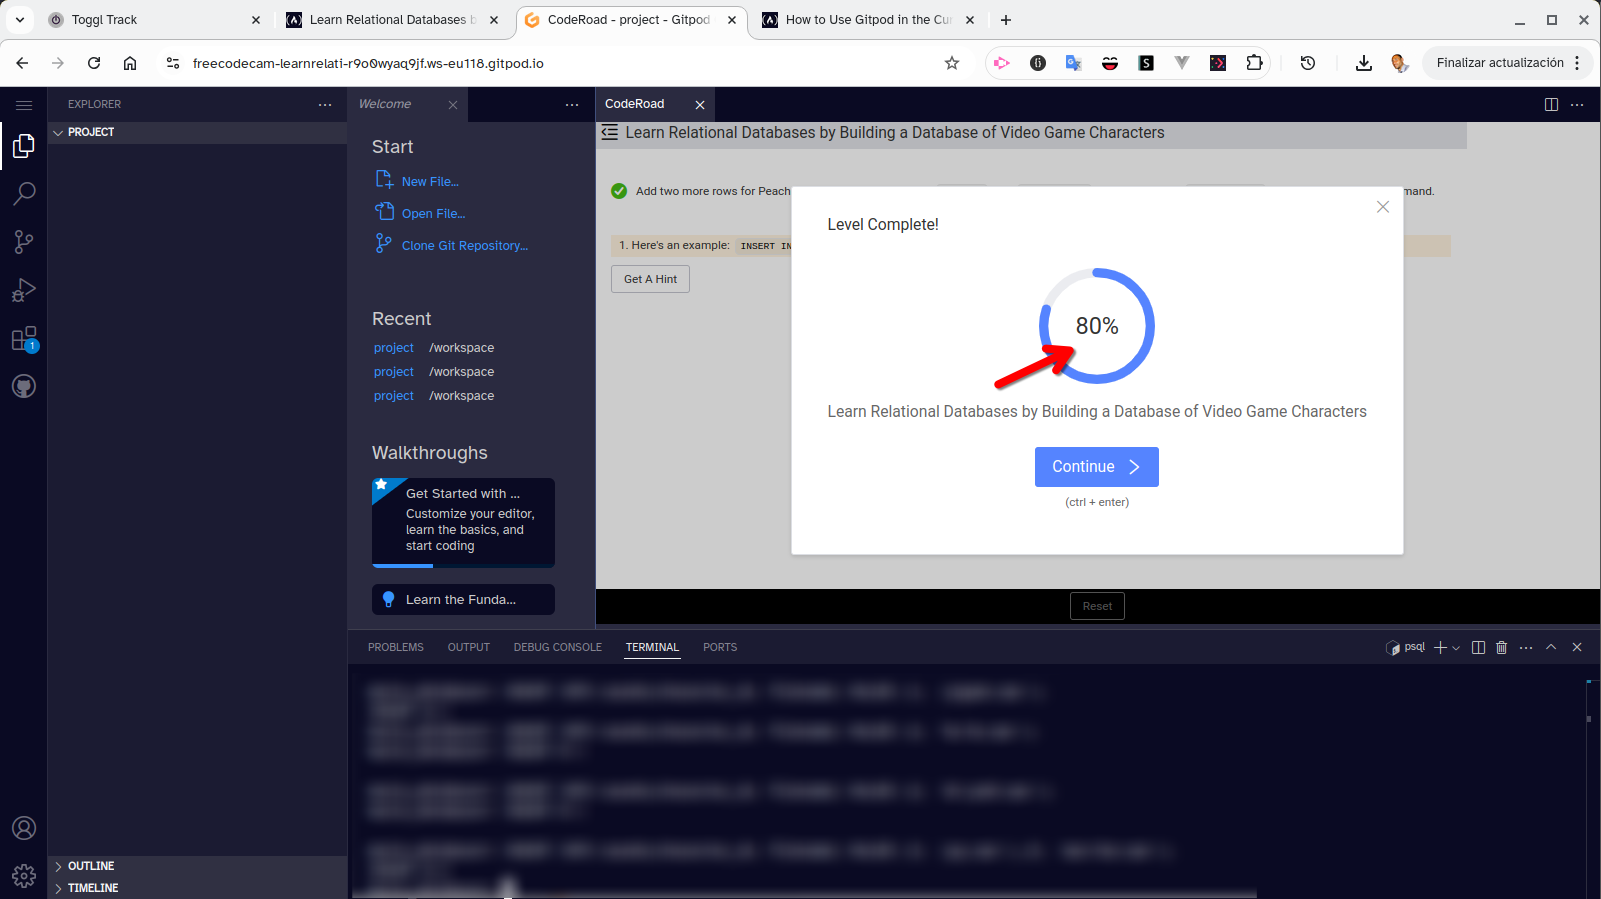 Toggl Track
Learn Relational Databases b
CodeRoad - project - Gitpod
How to Use Gitpod in the Cur
freecodecam-learnrelati-r9o0wyaq9jf.ws-eu118.gitpod.io
Finalizar actualización
EXPLORER
PROJECT
OUTLINE
TIMELINE
1
Welcome
Start
New File...
Open File...
Clone Git Repository...
Recent
project /workspace
project /workspace
project /workspace
Walkthroughs
Get Started with ...
Customize your editor,
learn the basics, and
start coding
Learn the Funda...
CodeRoad
Learn Relational Databases by Building a Database of Video Game Characters
Add two more rows for Peach
mand.
1. Here's an example: INSERT IN
Get A Hint
Level Complete!
80%
Learn Relational Databases by Building a Database of Video Game Characters
Continue
(ctrl + enter)
Reset
PROBLEMS OUTPUT DEBUG CONSOLE TERMINAL PORTS
psql